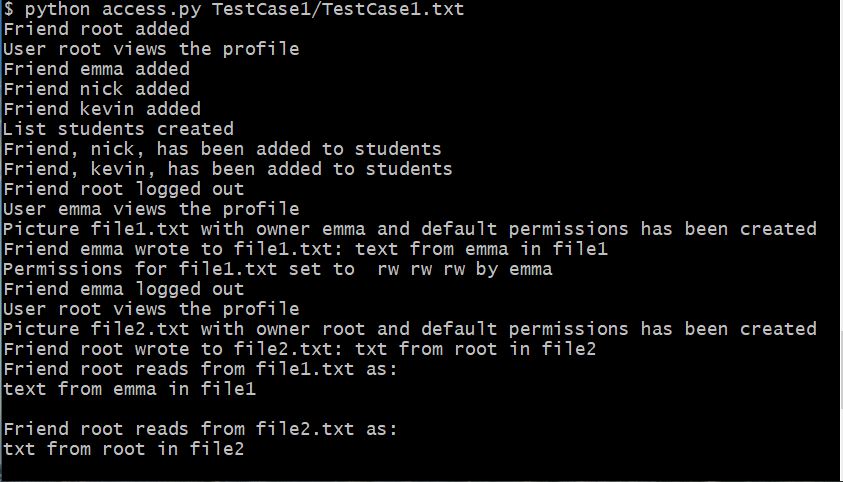 $ python access.py TestCase1/TestCase1.txt
Friend root added
User root views the profile
Friend emma added
Friend nick added
Friend kevin added
List students created
Friend, nick, has been added to students
Friend, kevin, has been added to students
Friend root logged out
User emma views the profile
Picture file1.txt with owner emma and default permissions has been created
Friend emma wrote to file1.txt: text from emma in file1
Permissions for file1.txt set to  rw rw rw by emma
Friend emma logged out
User root views the profile
Picture file2.txt with owner root and default permissions has been created
Friend root wrote to file2.txt: txt from root in file2
Friend root reads from file1.txt as:
text from emma in file1
Friend root reads from file2.txt as:
txt from root in file2